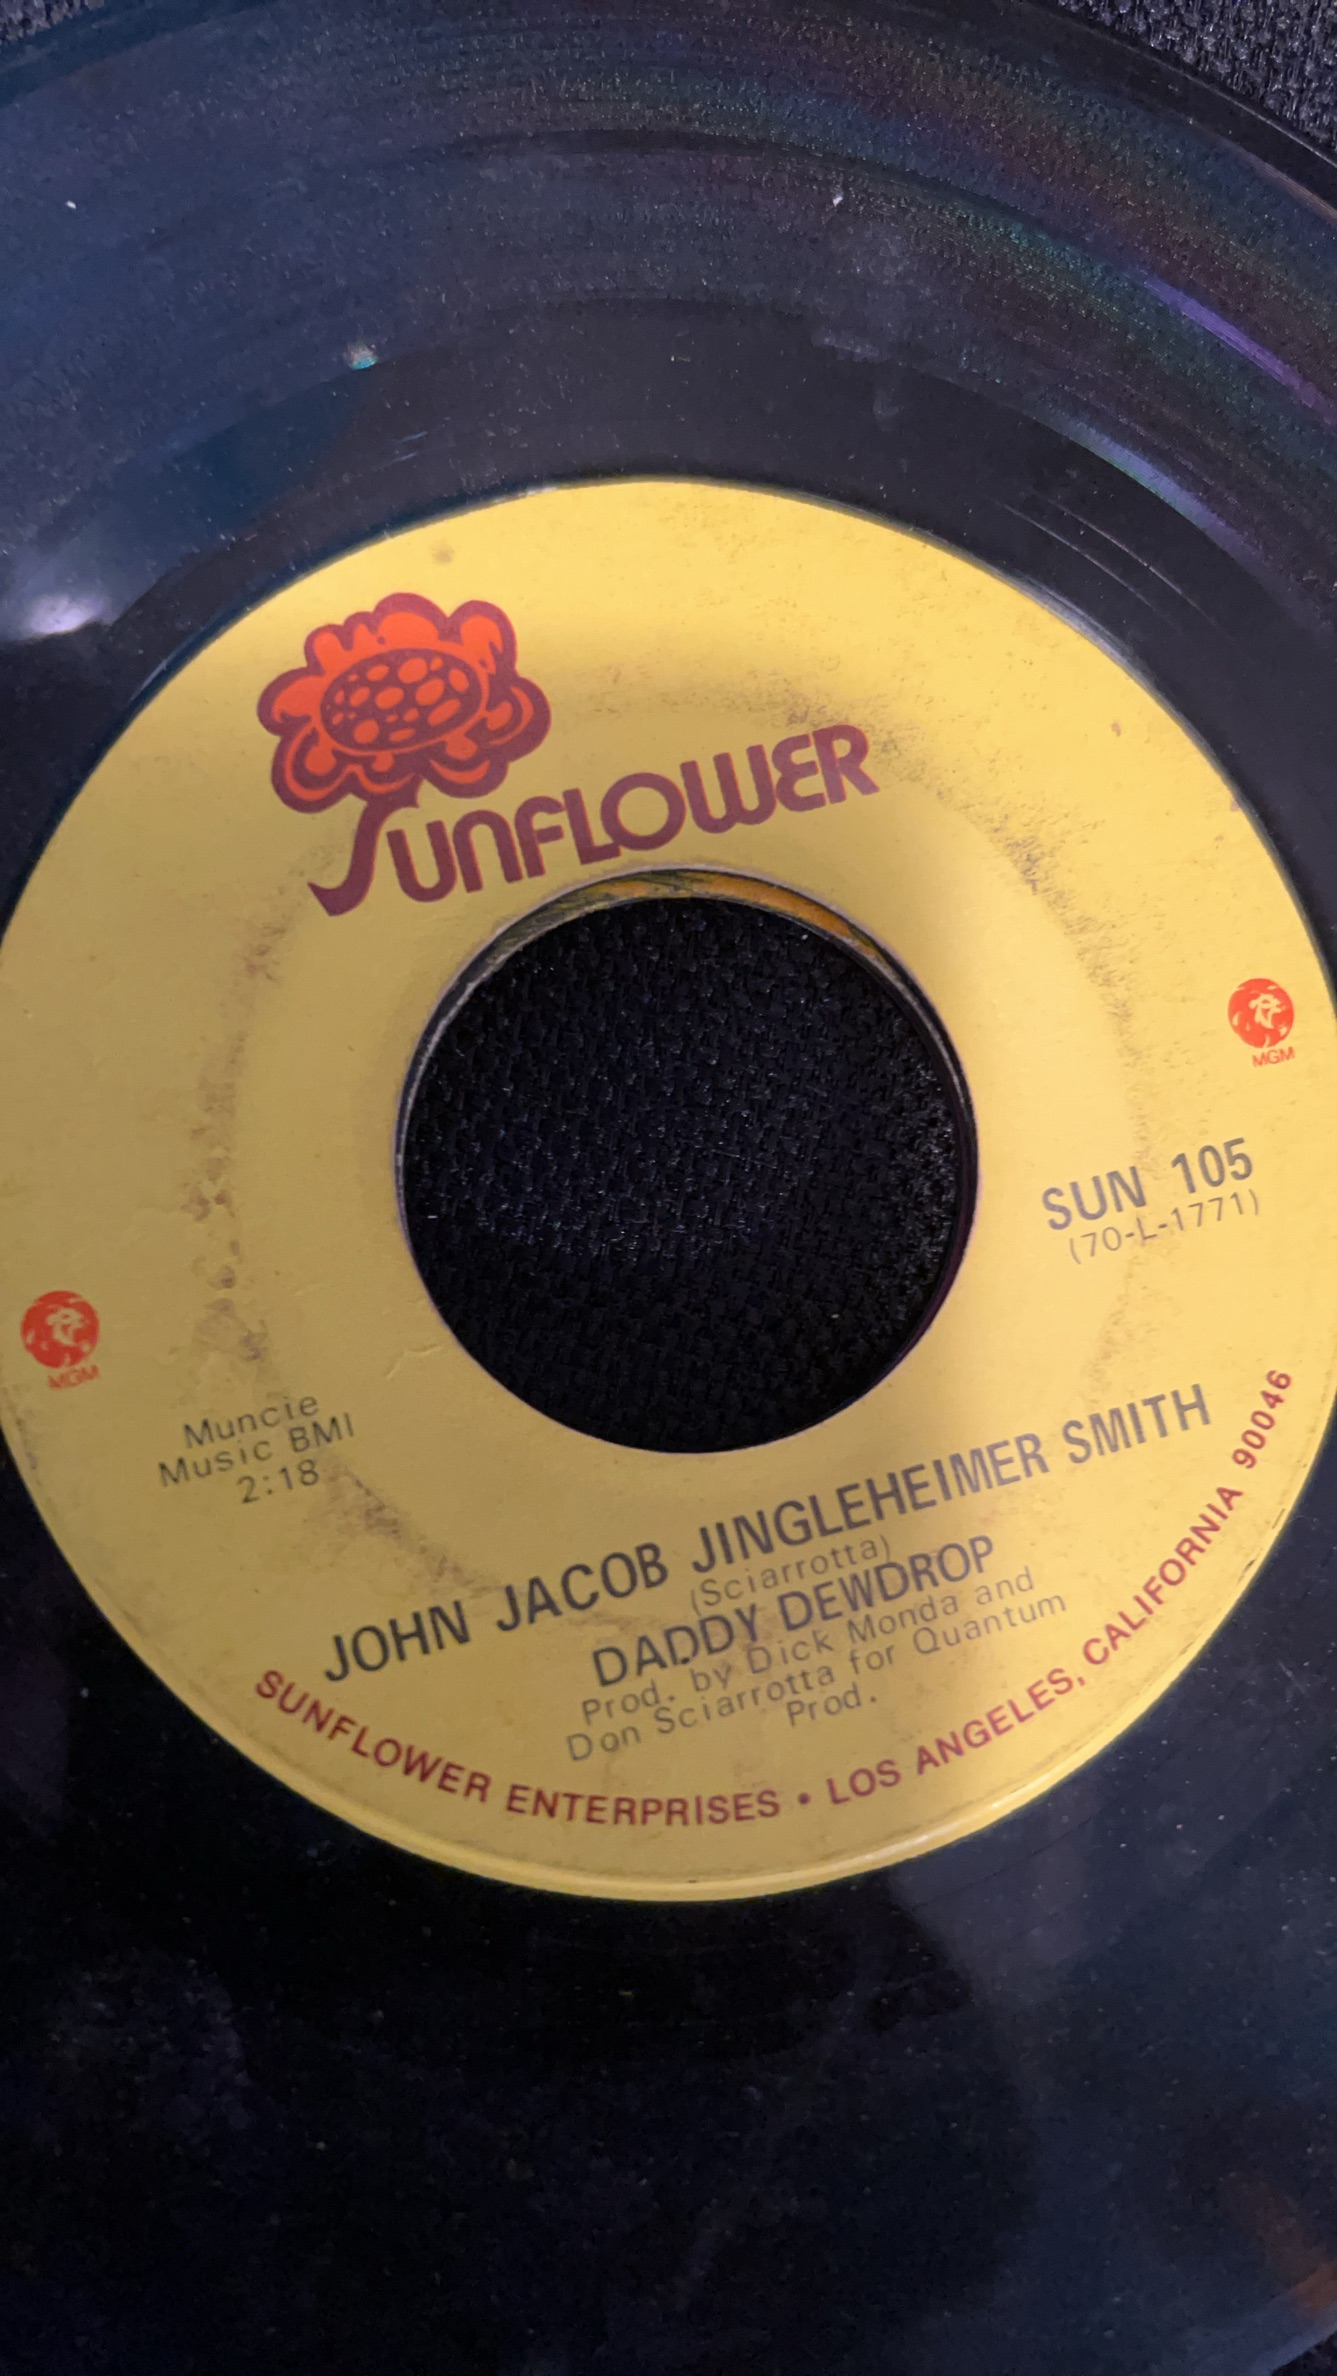 SUNFLOWER
MGM
SUN 105
(70-L-1771)
MGM
Muncie
Music BMI
2:18
JOHN JACOB JINGLEHEIMER SMITH
(Sciarrotta)
DADDY DEWDROP
Prod. by Dick Monda and
Don Sciarrotta for Quantum
Prod.
SUNFLOWER ENTERPRISES • LOS ANGELES, CALIFORNIA 90046